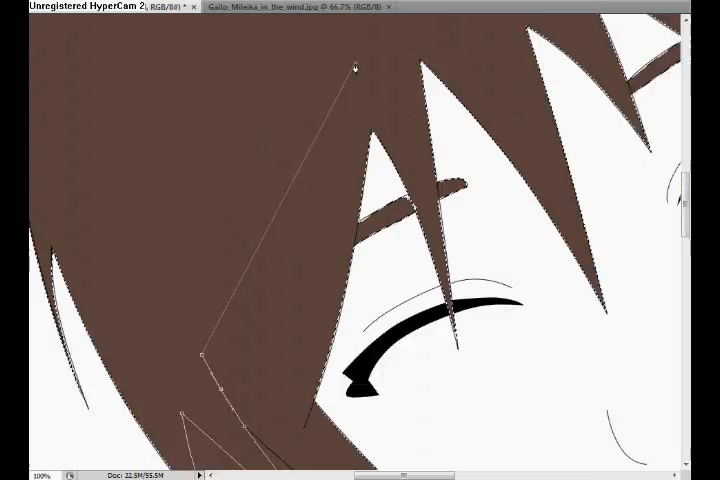 Unregistered HyperCam 2, RGB/8#) * × Gaito_Mileika_in_the_wind.jpg @ 66.7% (RGB/8) ×
100% Doc: 22.5M/55.5M